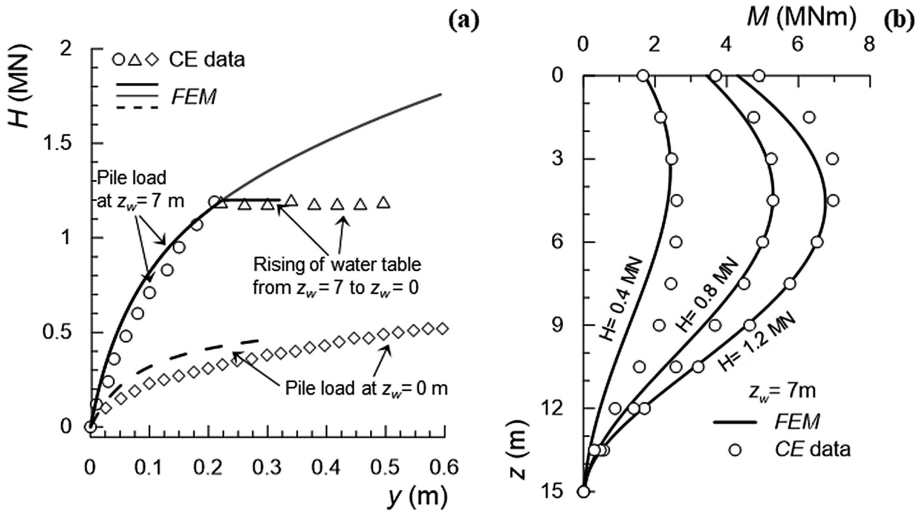 (a)
H (MN)
2
1.5
1
0.5
0
CE data
FEM
Pile load
at zw= 7 m
Rising of water table
from zw= 7 to zw= 0
Pile load at zw= 0 m
0 0.1 0.2 0.3 0.4 0.5 0.6
y (m)
(b)
M (MNm)
0 2 4 6 8
0
3
6
9
12
15
z (m)
H= 0.4 MN
H= 0.8 MN
H= 1.2 MN
zw= 7m
FEM
CE data